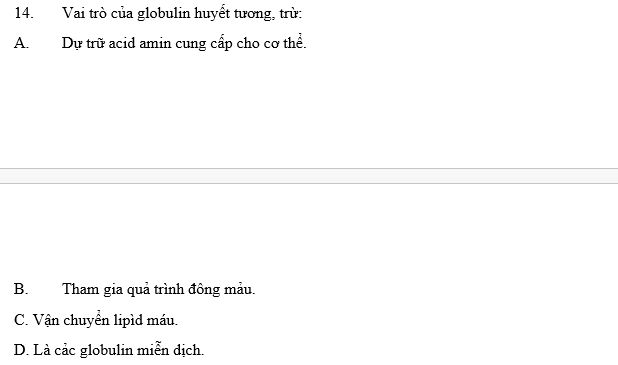 14. Vai trò của globulin huyết tương, trừ:
A. Dự trữ acid amin cung cấp cho cơ thể.
B. Tham gia quả trình đông mảu.
C. Vận chuyển lipìd máu.
D. Là cảc globulin miễn dịch.